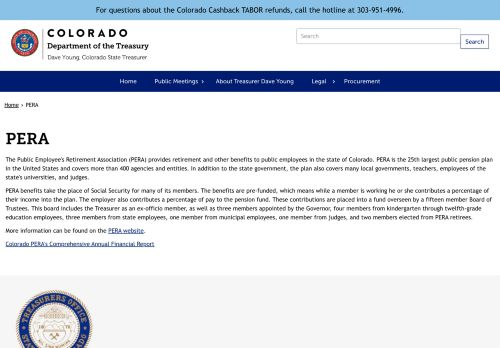 For questions about the Colorado Cashback TABOR refunds, call the hotline at 303-951-4996.
COLORADO
Department of the Treasury
Dave Young, Colorado State Treasurer
Search
Search
Home
Public Meetings ›
About Treasurer Dave Young
Legal ›
Procurement
Home › PERA
PERA
The Public Employee's Retirement Association (PERA) provides retirement and other benefits to public employees in the state of Colorado. PERA is the 25th largest public pension plan
in the United States and covers more than 400 agencies and entities. In addition to the state government, the plan also covers many local governments, teachers, employees of the
state's universities, and judges.
PERA benefits take the place of Social Security for many of its members. The benefits are pre-funded, which means while a member is working he or she contributes a percentage of
their income into the plan. The employer also contributes a percentage of pay to the pension fund. These contributions are placed into a fund overseen by a fifteen member Board of
Trustees. This board includes the Treasurer as an ex-officio member, as well as three members appointed by the Governor, four members from kindergarten through twelfth-grade
education employees, three members from state employees, one member from municipal employees, one member from judges, and two members elected from PERA retirees.
More information can be found on the PERA website.
Colorado PERA's Comprehensive Annual Financial Report
TREASURERS OFFICE